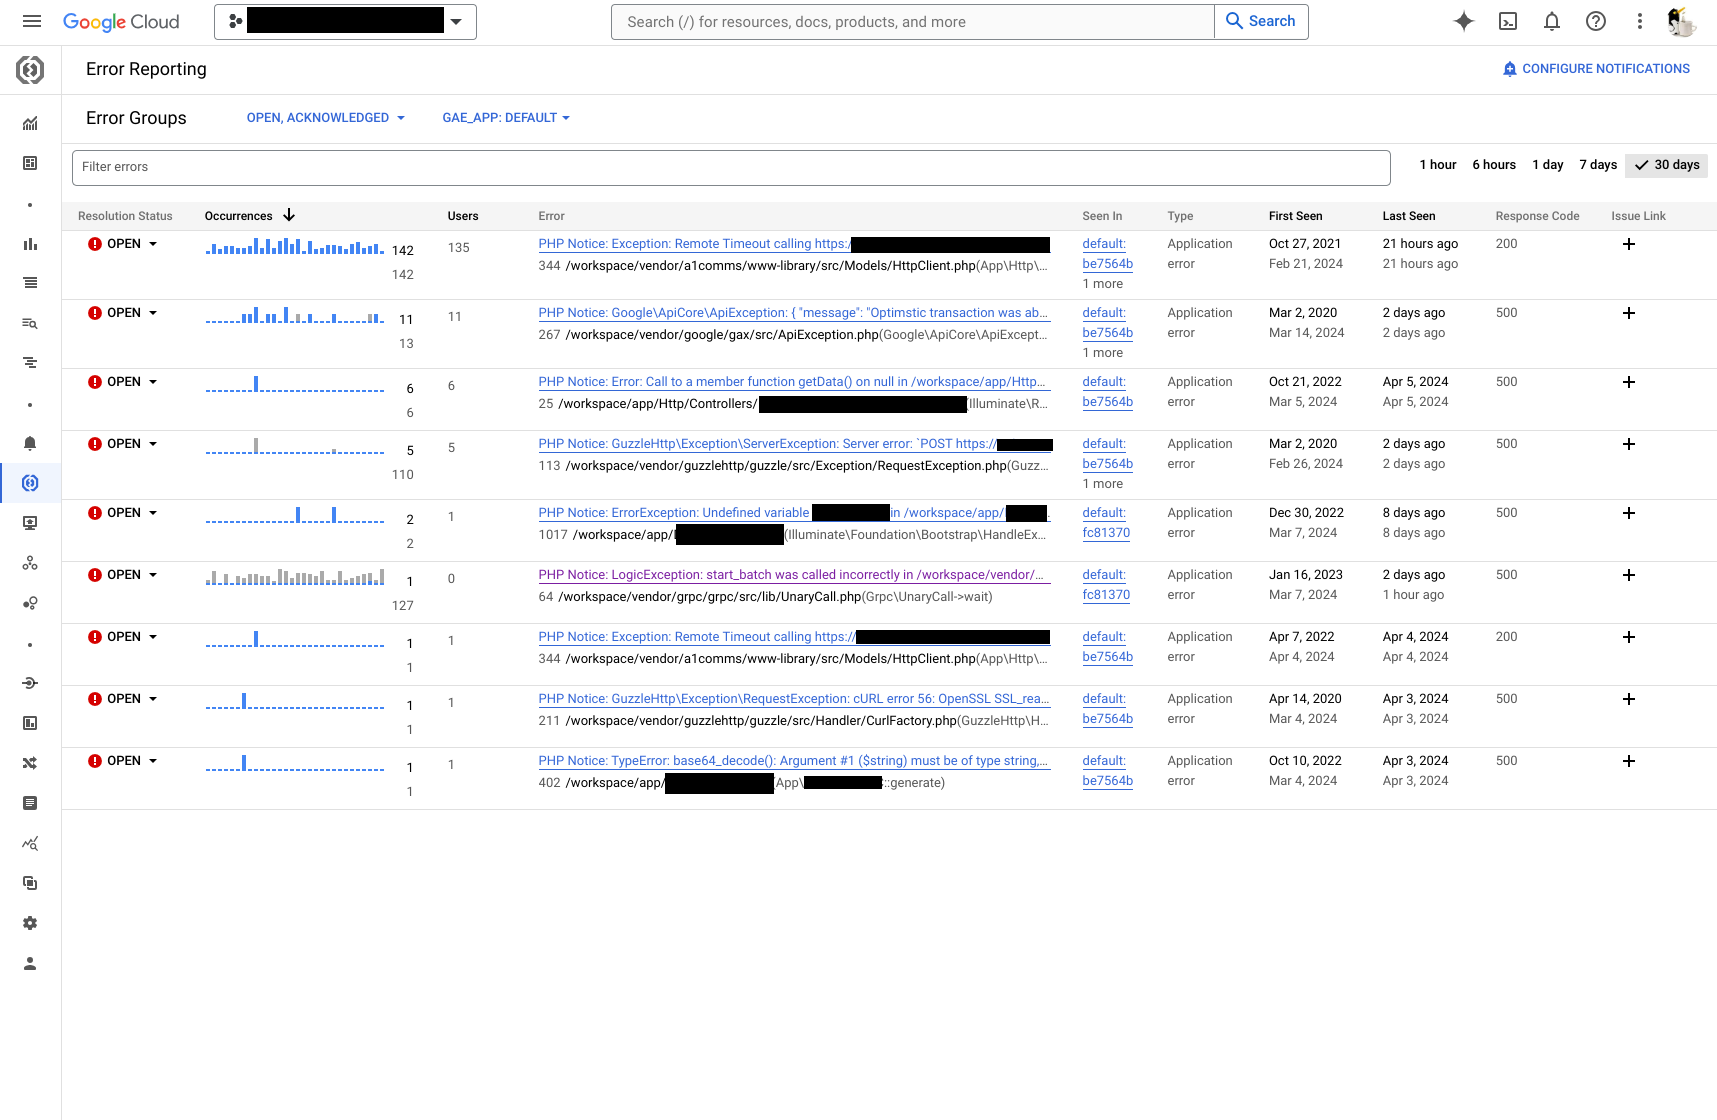 Google Cloud
Search (/) for resources, docs, products, and more
Search
Error Reporting
CONFIGURE NOTIFICATIONS
Error Groups
OPEN, ACKNOWLEDGED
GAE_APP: DEFAULT
Filter errors
1 hour 6 hours 1 day 7 days 30 days
Resolution Status Occurrences Users Error Seen In Type First Seen Last Seen Response Code Issue Link
OPEN 142 135 PHP Notice: Exception: Remote Timeout calling https:/ default: Application Oct 27, 2021 21 hours ago 200
142 344 /workspace/vendor/a1comms/www-library/src/Models/HttpClient.php(App\Http\... be7564b error Feb 21, 2024 21 hours ago
1 more
OPEN 11 11 PHP Notice: Google\ApiCore\ApiException: { "message": "Optimstic transaction was ab... default: Application Mar 2, 2020 2 days ago 500
13 267 /workspace/vendor/google/gax/src/ApiException.php(Google\ApiCore\ApiExcept... be7564b error Mar 14, 2024 2 days ago
1 more
OPEN 6 6 PHP Notice: Error: Call to a member function getData() on null in /workspace/app/Http... default: Application Oct 21, 2022 Apr 5, 2024 500
6 25 /workspace/app/Http/Controllers/ (Illuminate\R... be7564b error Mar 5, 2024 Apr 5, 2024
OPEN 5 5 PHP Notice: GuzzleHttp\Exception\ServerException: Server error: `POST https:// default: Application Mar 2, 2020 2 days ago 500
110 113 /workspace/vendor/guzzlehttp/guzzle/src/Exception/RequestException.php(Guzz... be7564b error Feb 26, 2024 2 days ago
1 more
OPEN 2 1 PHP Notice: ErrorException: Undefined variable in /workspace/app/ default: Application Dec 30, 2022 8 days ago 500
2 1017 /workspace/app/ (Illuminate\Foundation\Bootstrap\HandleEx... fc81370 error Mar 7, 2024 8 days ago
OPEN 1 0 PHP Notice: LogicException: start_batch was called incorrectly in /workspace/vendor/... default: Application Jan 16, 2023 2 days ago 500
127 64 /workspace/vendor/grpc/grpc/src/lib/UnaryCall.php(Grpc\UnaryCall->wait) fc81370 error Mar 7, 2024 1 hour ago
OPEN 1 1 PHP Notice: Exception: Remote Timeout calling https:// default: Application Apr 7, 2022 Apr 4, 2024 200
1 344 /workspace/vendor/a1comms/www-library/src/Models/HttpClient.php(App\Http\... be7564b error Apr 4, 2024 Apr 4, 2024
OPEN 1 1 PHP Notice: GuzzleHttp\Exception\RequestException: cURL error 56: OpenSSL SSL_rea... default: Application Apr 14, 2020 Apr 3, 2024 500
1 211 /workspace/vendor/guzzlehttp/guzzle/src/Handler/CurlFactory.php(GuzzleHttp\H... be7564b error Mar 4, 2024 Apr 3, 2024
OPEN 1 1 PHP Notice: TypeError: base64_decode(): Argument #1 ($string) must be of type string,... default: Application Oct 10, 2022 Apr 3, 2024 500
1 402 /workspace/app/ (App\ ::generate) be7564b error Mar 4, 2024 Apr 3, 2024